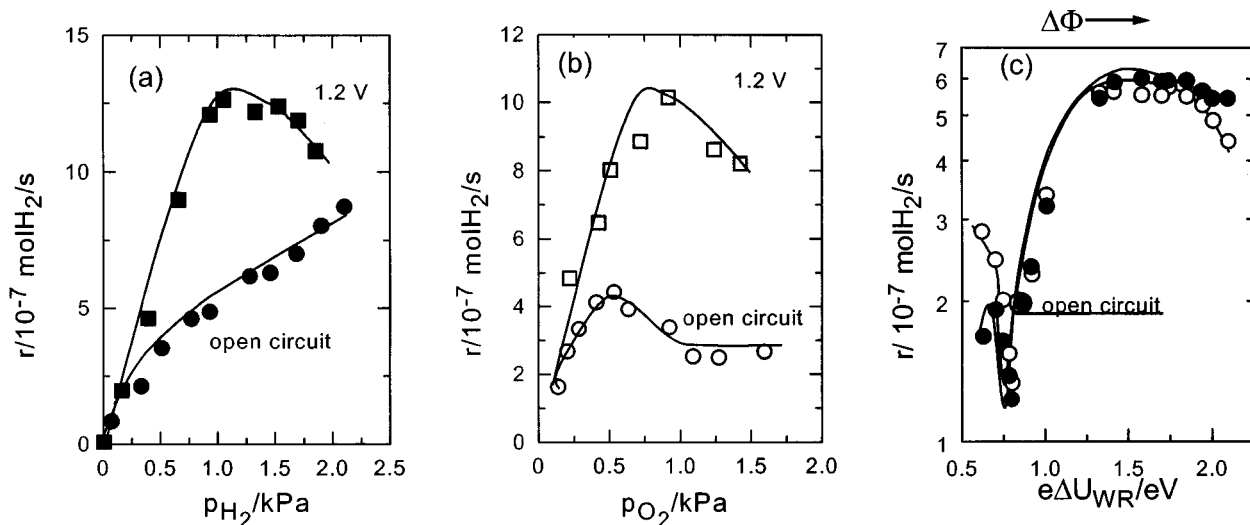 ΔΦ
(a)
1.2 V
open circuit
r/10⁻⁷ molH₂/s
15
10
5
0
0
0.5
1.0
1.5
2.0
2.5
p_H₂/kPa
(b)
1.2 V
open circuit
r/10⁻⁷ molH₂/s
12
10
8
6
4
2
0
0
0.5
1.0
1.5
2.0
p_O₂/kPa
(c)
open circuit
r/10⁻⁷ molH₂/s
7
6
5
4
3
2
1
0.5
1.0
1.5
2.0
eΔU_WR/eV